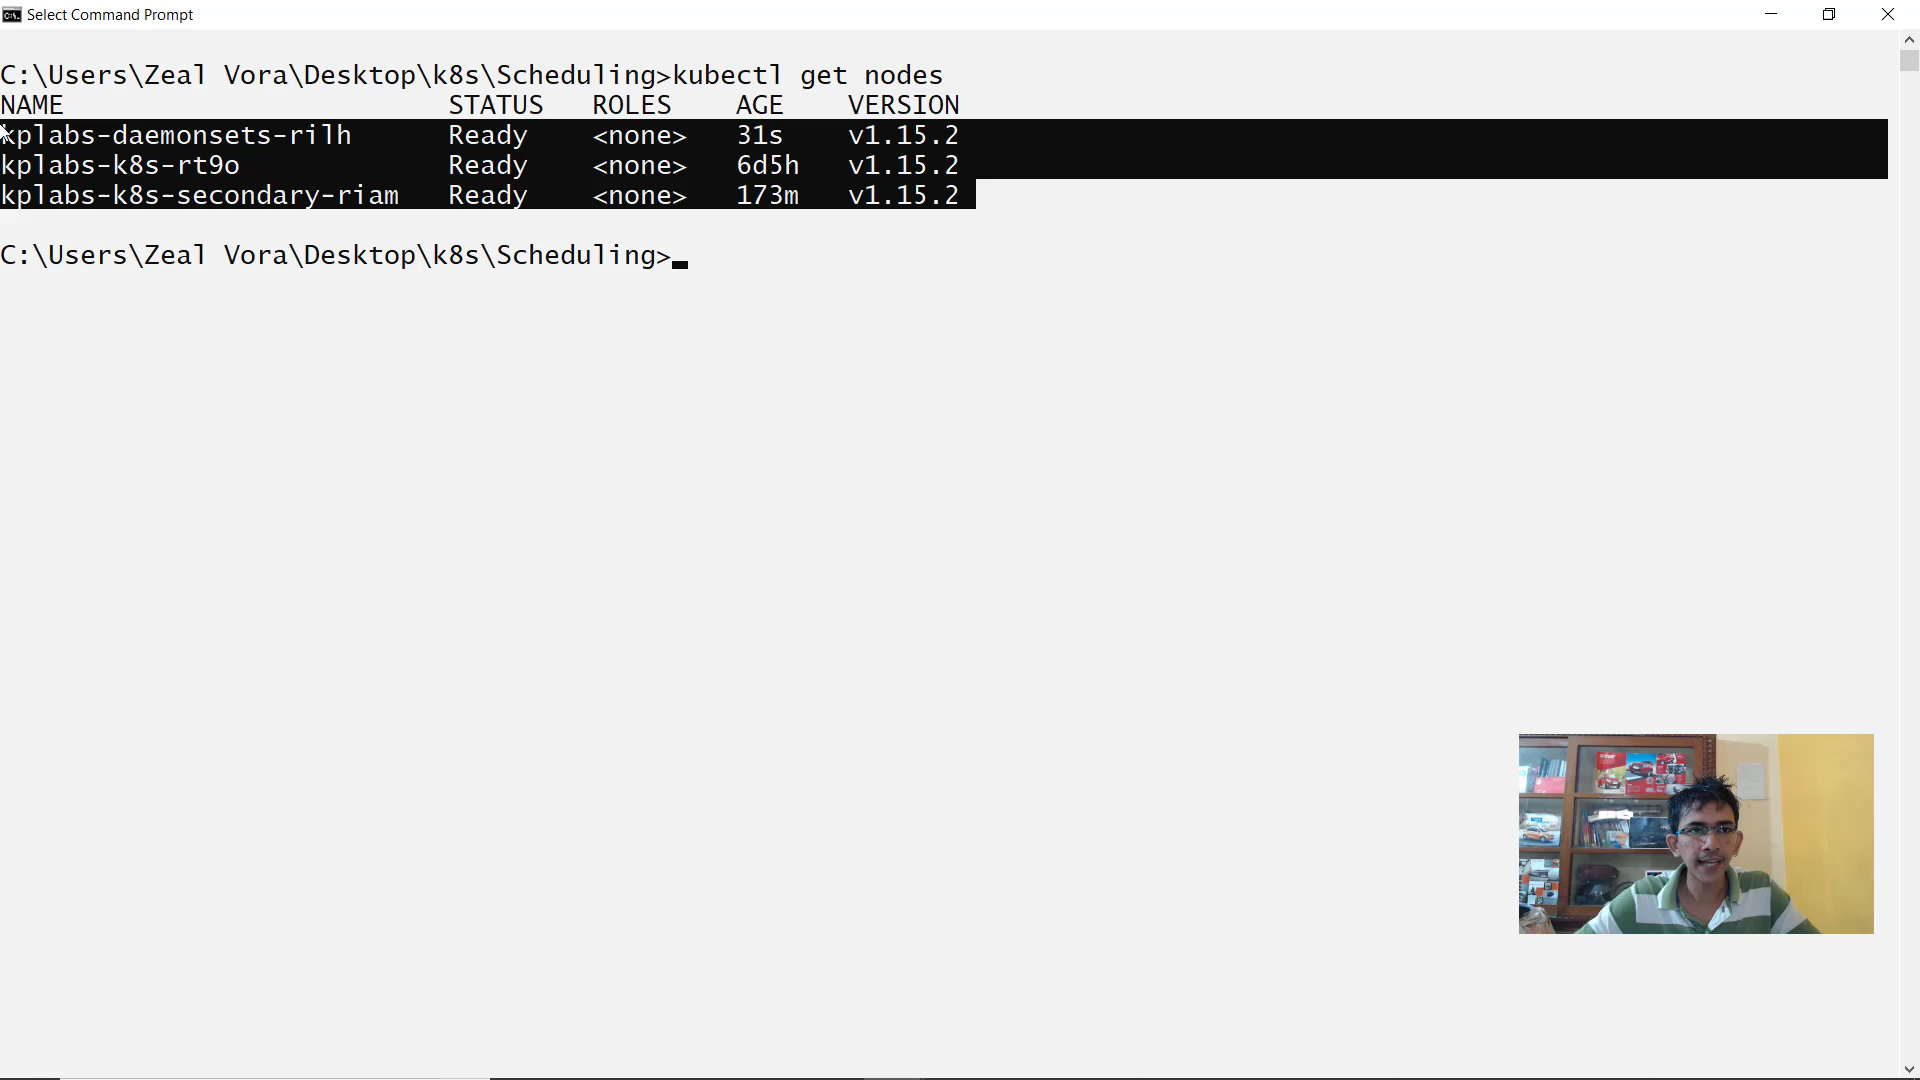 Select Command Prompt
C:\Users\Zeal Vora\Desktop\k8s\Scheduling>kubectl get nodes
NAME STATUS ROLES AGE VERSION
kplabs-daemonsets-rilh Ready <none> 31s v1.15.2
kplabs-k8s-rt9o Ready <none> 6d5h v1.15.2
kplabs-k8s-secondary-riam Ready <none> 173m v1.15.2
C:\Users\Zeal Vora\Desktop\k8s\Scheduling>